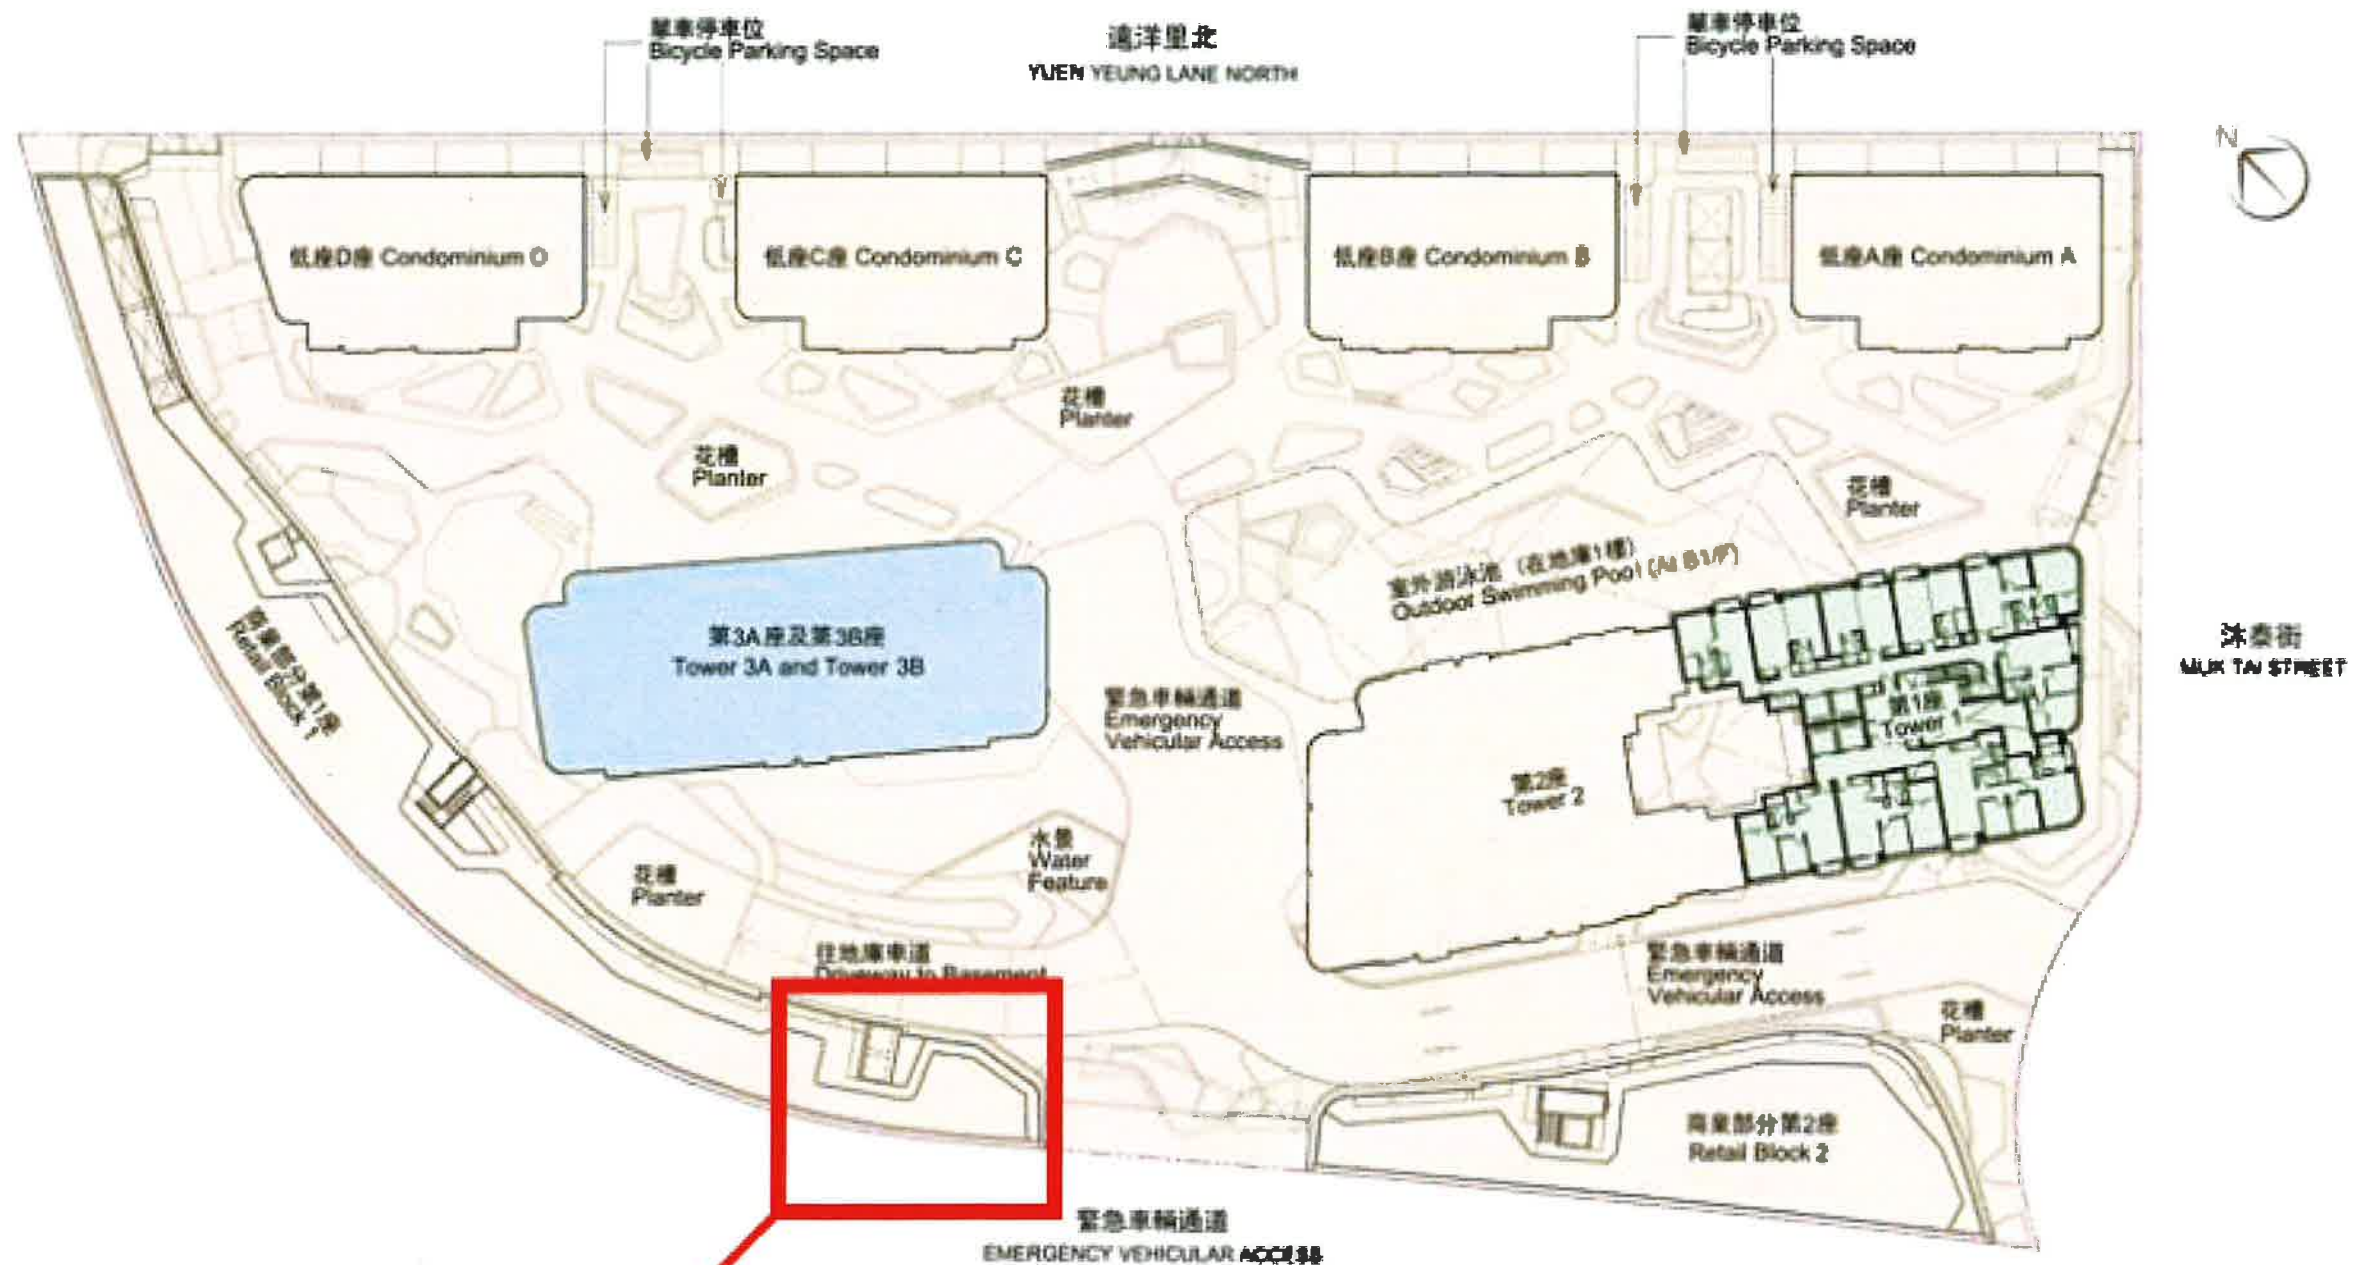 單車停車位
Bicycle Parking Space
遠洋里北
YUEN YEUNG LANE NORTH
單車停車位
Bicycle Parking Space
N
低座D座 Condominium D
低座C座 Condominium C
低座B座 Condominium B
低座A座 Condominium A
花槽
Planter
花槽
Planter
花槽
Planter
室外游泳池（在地庫1樓）
Outdoor Swimming Pool (At B1/F)
第3A座及第3B座
Tower 3A and Tower 3B
商業部分第1座
Retail Block 1
緊急車輛通道
Emergency
Vehicular Access
第1座
Tower 1
沐泰街
MUK TAI STREET
第2座
Tower 2
水景
Water
Feature
花槽
Planter
往地庫車道
Driveway to Basement
緊急車輛通道
Emergency
Vehicular Access
花槽
Planter
商業部分第2座
Retail Block 2
緊急車輛通道
EMERGENCY VEHICULAR ACCESS